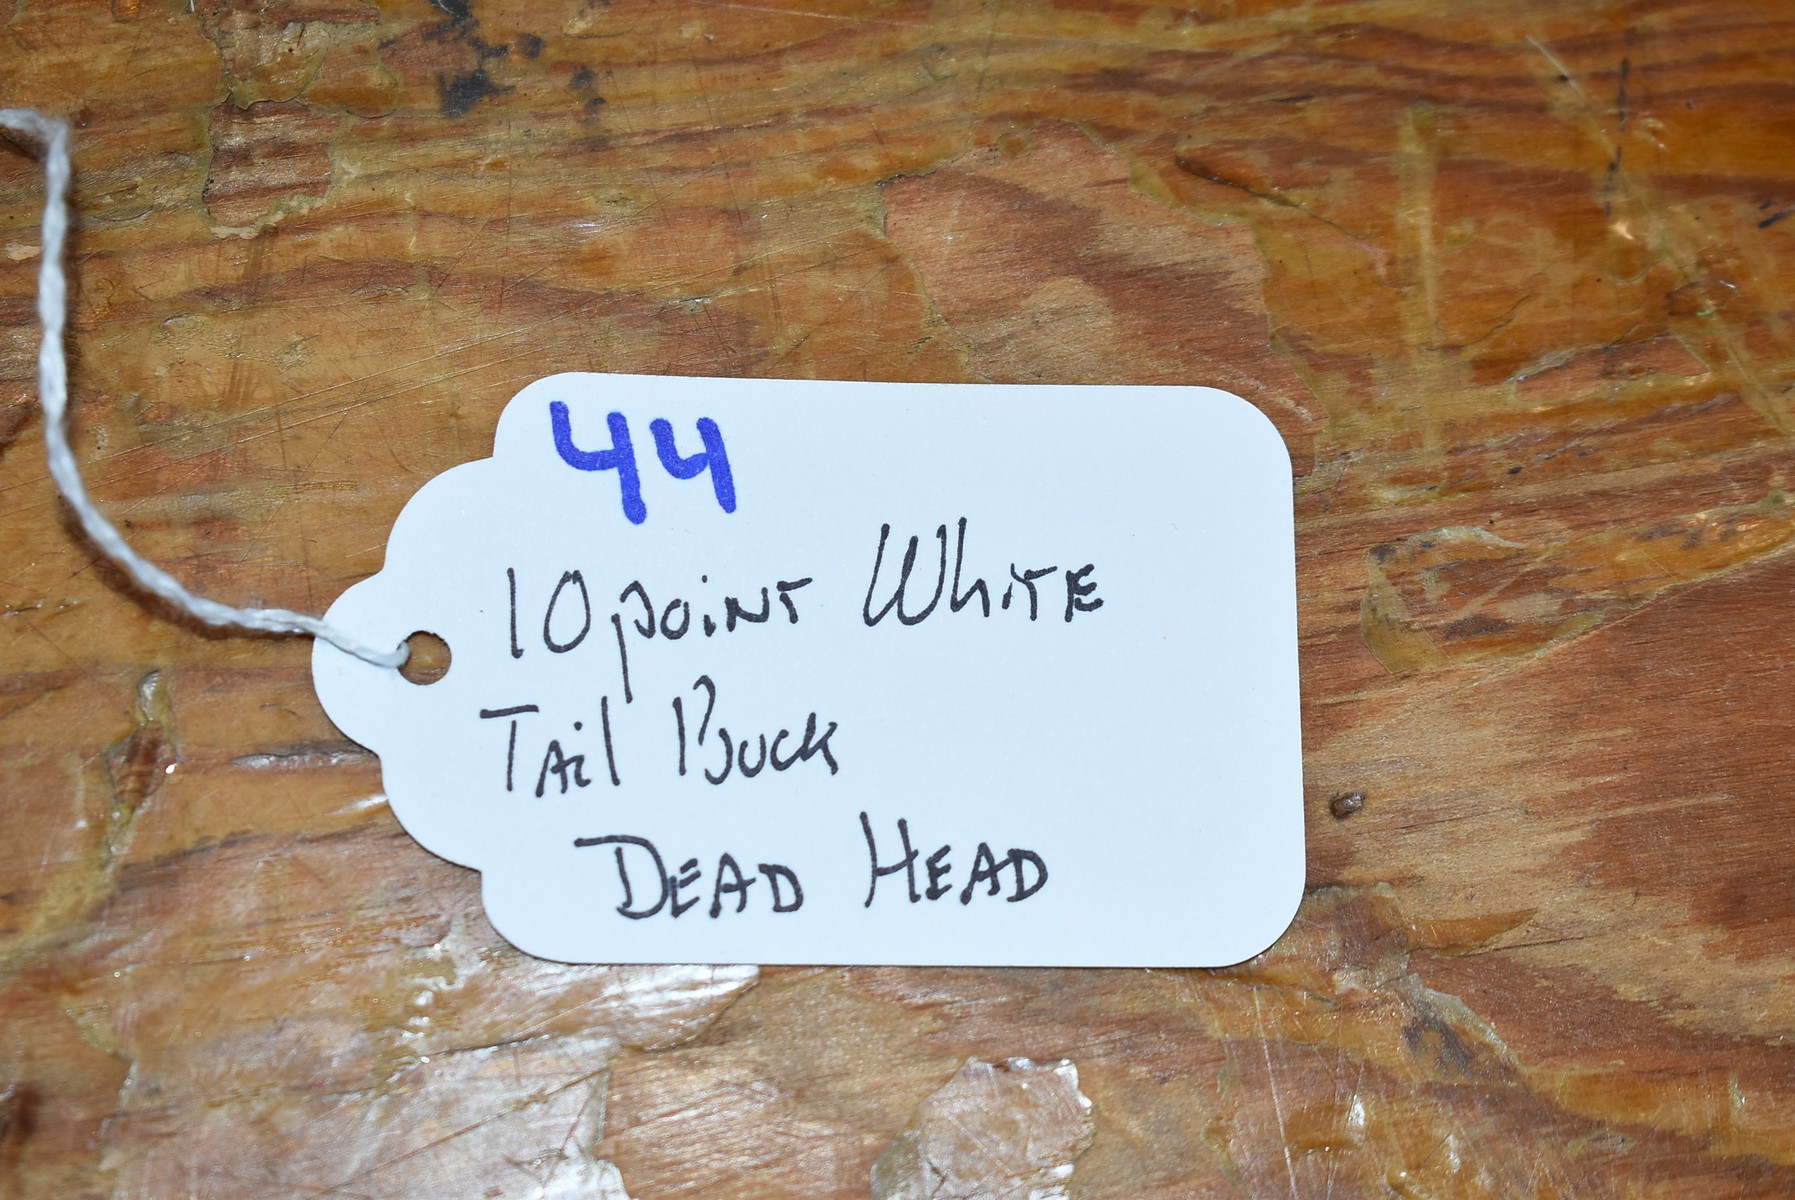 44
10 point White
Tail Buck
Dead Head